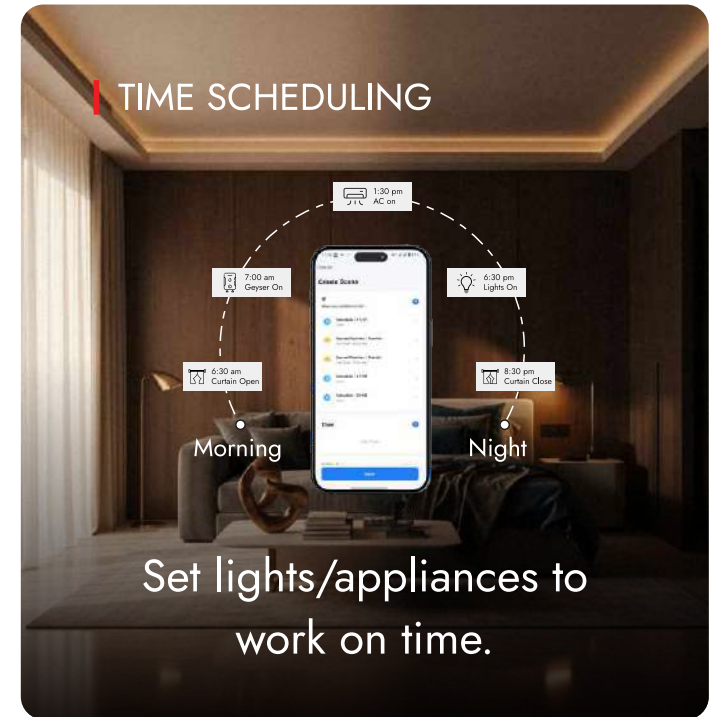 TIME SCHEDULING
1:30 pm
AC on
7:00 am
Geyser On
6:30 pm
Lights On
6:30 am
Curtain Open
8:30 pm
Curtain Close
Create Scene
Morning
Night
Set lights/appliances to
work on time.